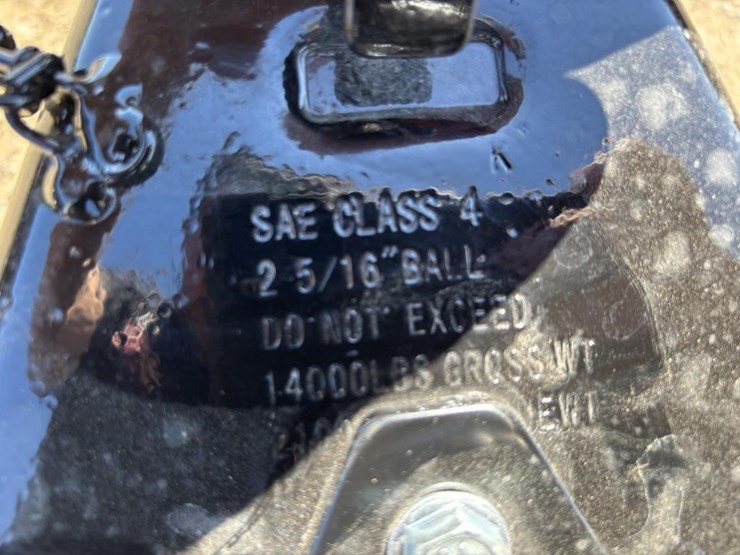 SAE CLASS 4
2 5/16" BALL
DO NOT EXCEED
14000LBS GROSS WT